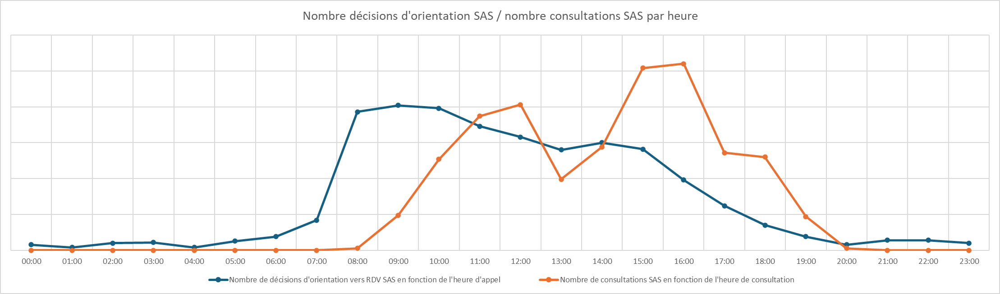 Nombre décisions d'orientation SAS / nombre consultations SAS par heure
00:00 01:00 02:00 03:00 04:00 05:00 06:00 07:00 08:00 09:00 10:00 11:00 12:00 13:00 14:00 15:00 16:00 17:00 18:00 19:00 20:00 21:00 22:00 23:00
Nombre de décisions d'orientation vers RDV SAS en fonction de l'heure d'appel Nombre de consultations SAS en fonction de l'heure de consultation